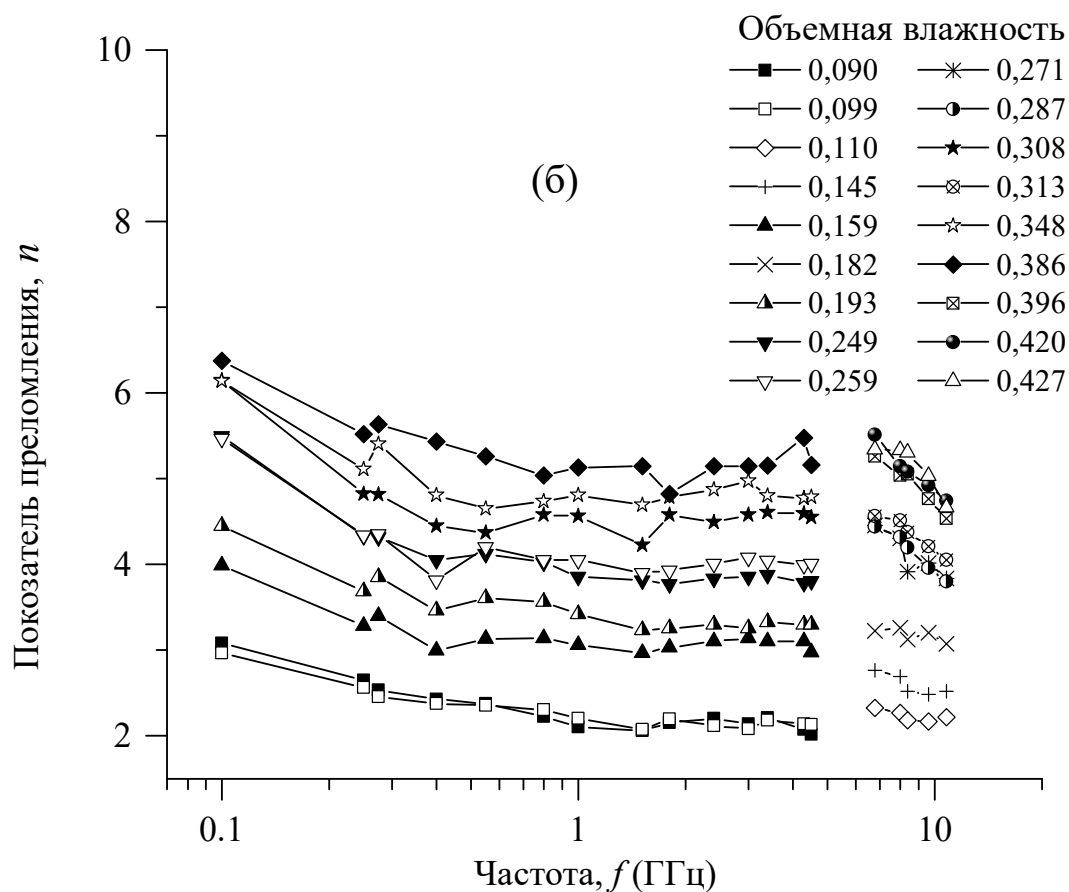 Объемная влажность
0,090 0,271
0,099 0,287
0,110 0,308
0,145 0,313
0,159 0,348
0,182 0,386
0,193 0,396
0,249 0,420
0,259 0,427
(б)
10
8
6
4
2
Покозатель преломления, n
0.1 1 10
Частота, f (ГГц)